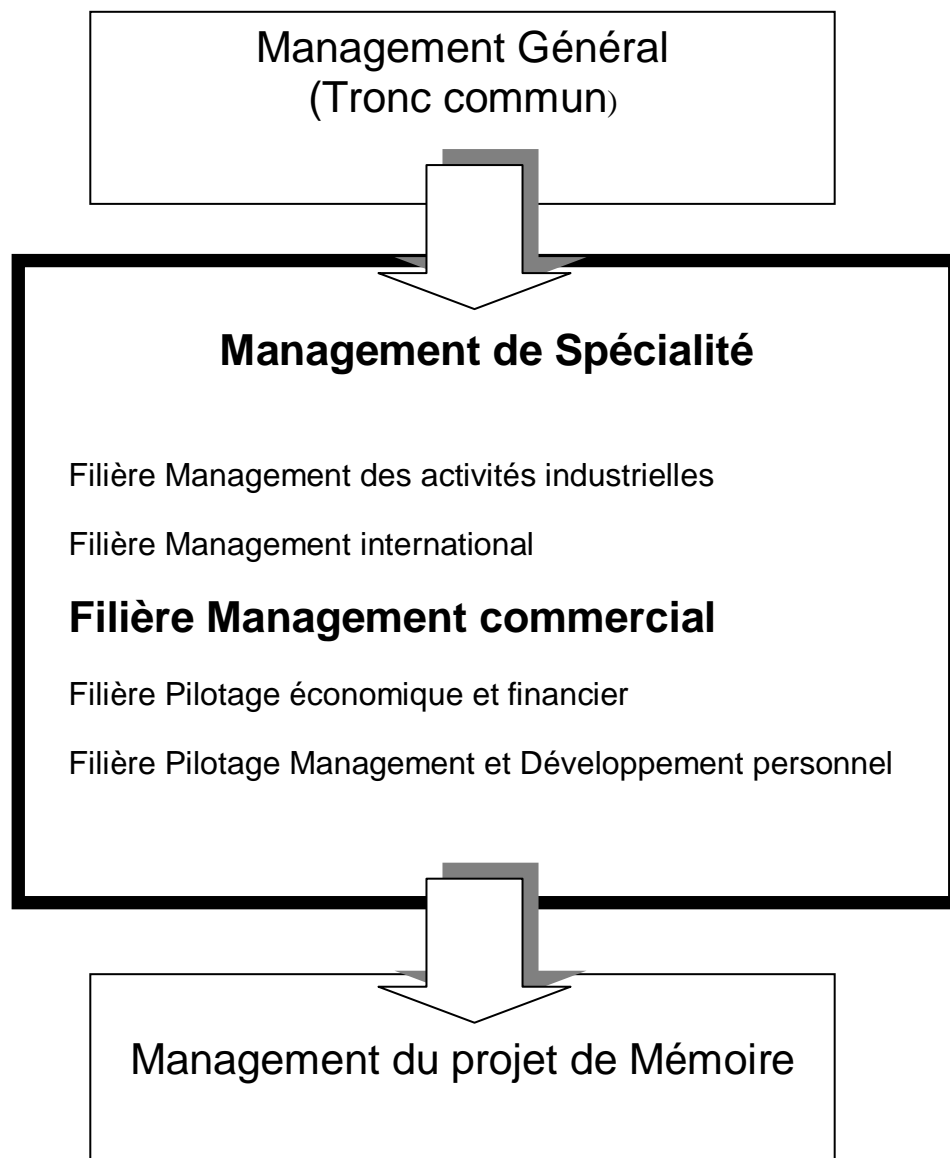 Management Général
(Tronc commun)
Management de Spécialité
Filière Management des activités industrielles
Filière Management international
Filière Management commercial
Filière Pilotage économique et financier
Filière Pilotage Management et Développement personnel
Management du projet de Mémoire